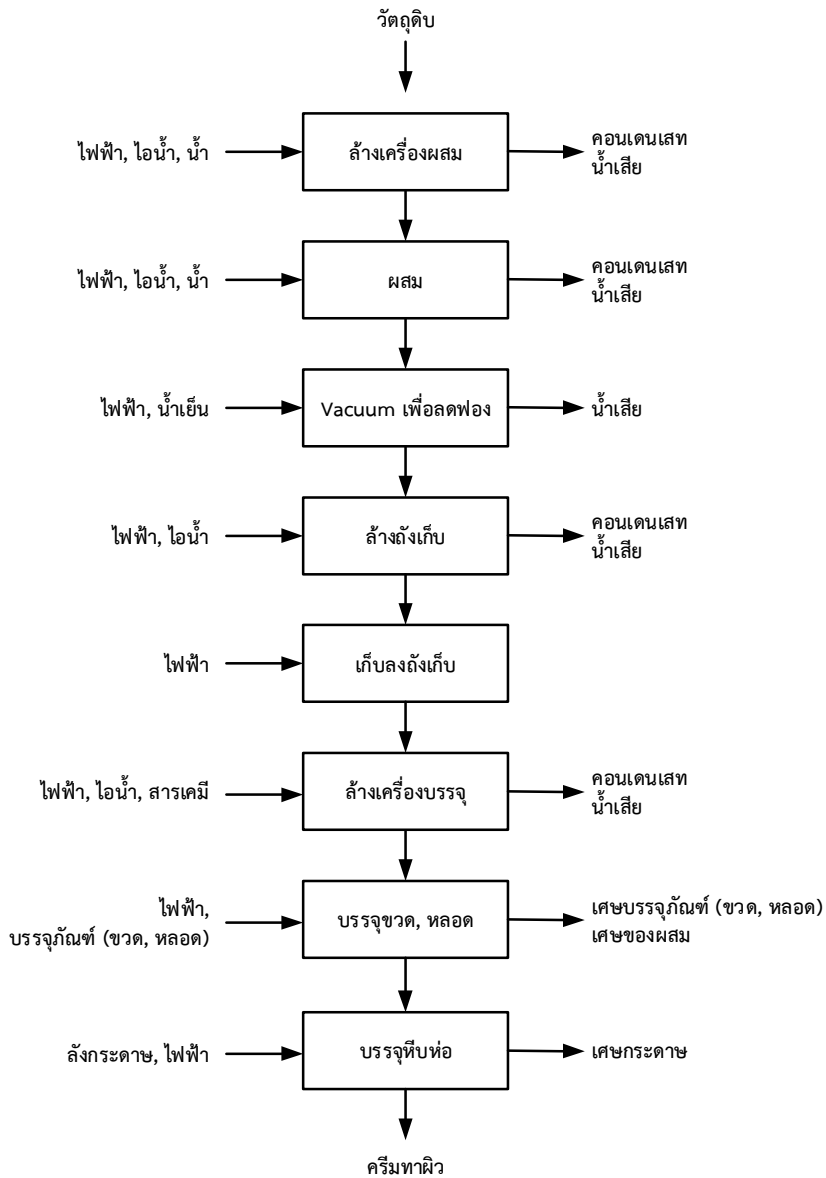 วัตถุดิบ
ไฟฟ้า, ไอน้ำ, น้ำ
ล้างเครื่องผสม
คอนเดนเสท
น้ำเสีย
ไฟฟ้า, ไอน้ำ, น้ำ
ผสม
คอนเดนเสท
น้ำเสีย
ไฟฟ้า, น้ำเย็น
Vacuum เพื่อลดฟอง
น้ำเสีย
ไฟฟ้า, ไอน้ำ
ล้างถังเก็บ
คอนเดนเสท
น้ำเสีย
ไฟฟ้า
เก็บลงถังเก็บ
ไฟฟ้า, ไอน้ำ, สารเคมี
ล้างเครื่องบรรจุ
คอนเดนเสท
น้ำเสีย
ไฟฟ้า,
บรรจุภัณฑ์ (ขวด, หลอด)
บรรจุขวด, หลอด
เศษบรรจุภัณฑ์ (ขวด, หลอด)
เศษของผสม
ลังกระดาษ, ไฟฟ้า
บรรจุหีบห่อ
เศษกระดาษ
ครีมทาผิว